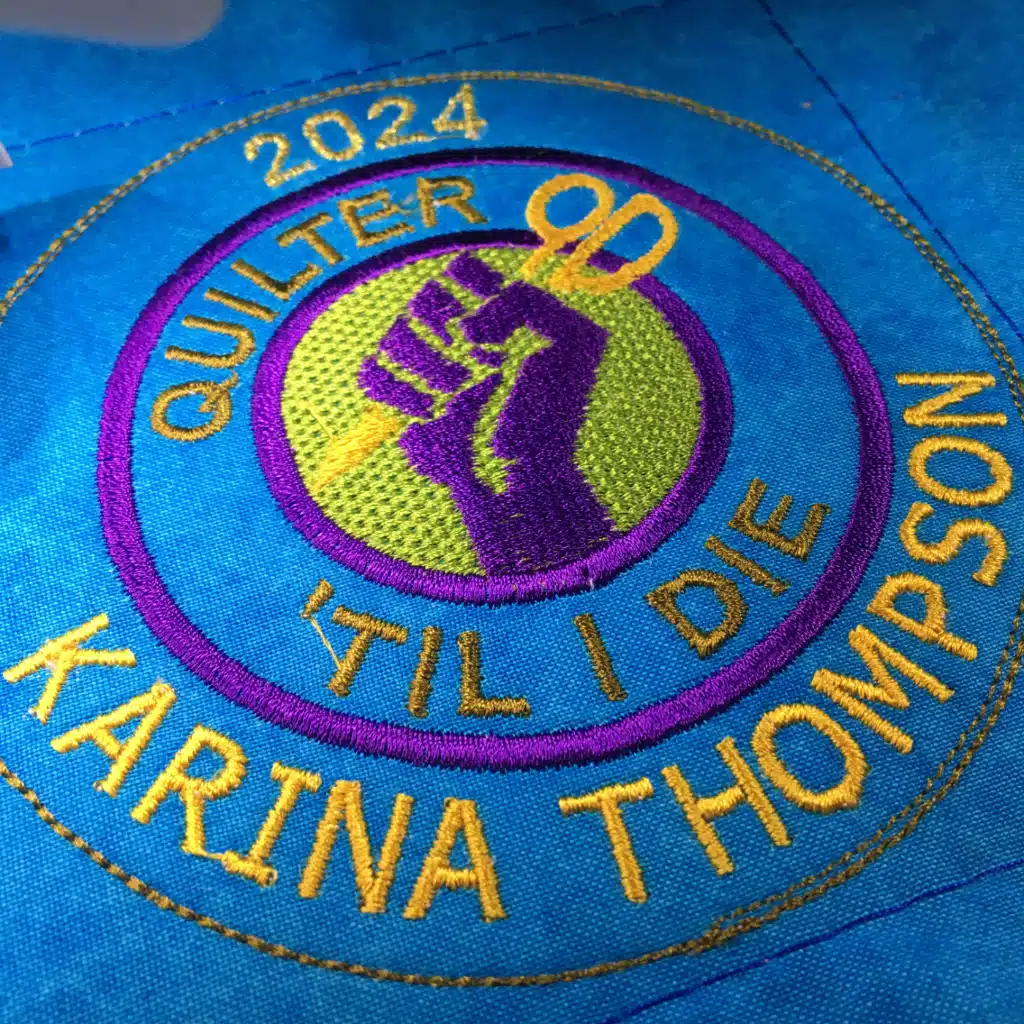 2024
QUILTER
'TIL I DIE
KARINA THOMPSON